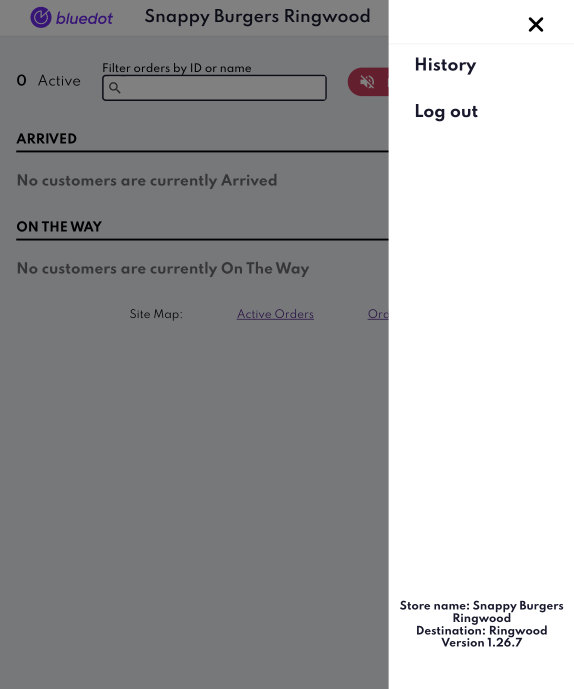 bluedot
Snappy Burgers Ringwood
0 Active
Filter orders by ID or name
ARRIVED
No customers are currently Arrived
ON THE WAY
No customers are currently On The Way
Site Map:
Active Orders
History
Log out
Store name: Snappy Burgers
Ringwood
Destination: Ringwood
Version 1.26.7